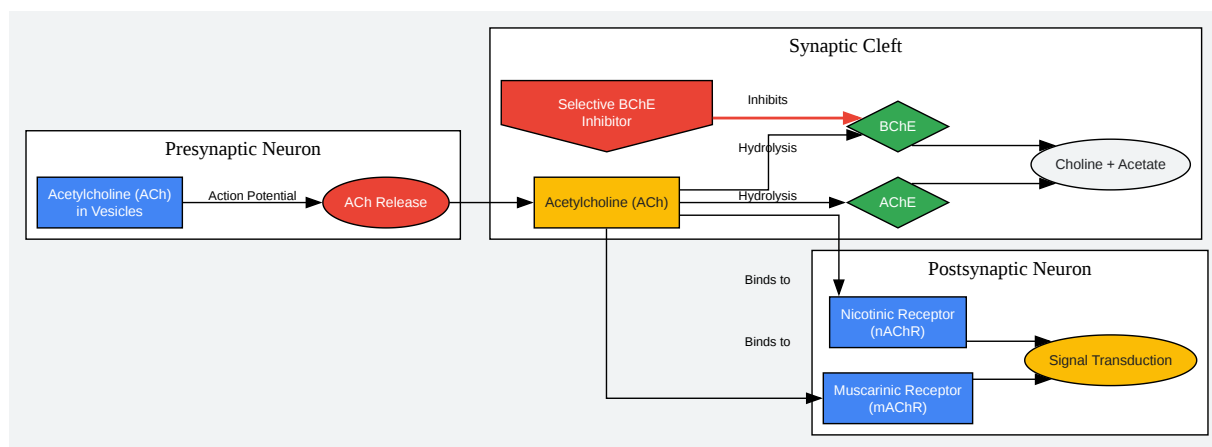 Synaptic Cleft
Selective BChE
Inhibitor
Inhibits
BChE
Hydrolysis
Choline + Acetate
Presynaptic Neuron
Acetylcholine (ACh)
in Vesicles
Action Potential
ACh Release
Acetylcholine (ACh)
Hydrolysis
AChE
Postsynaptic Neuron
Binds to
Nicotinic Receptor
(nAChR)
Binds to
Signal Transduction
Muscarinic Receptor
(mAChR)